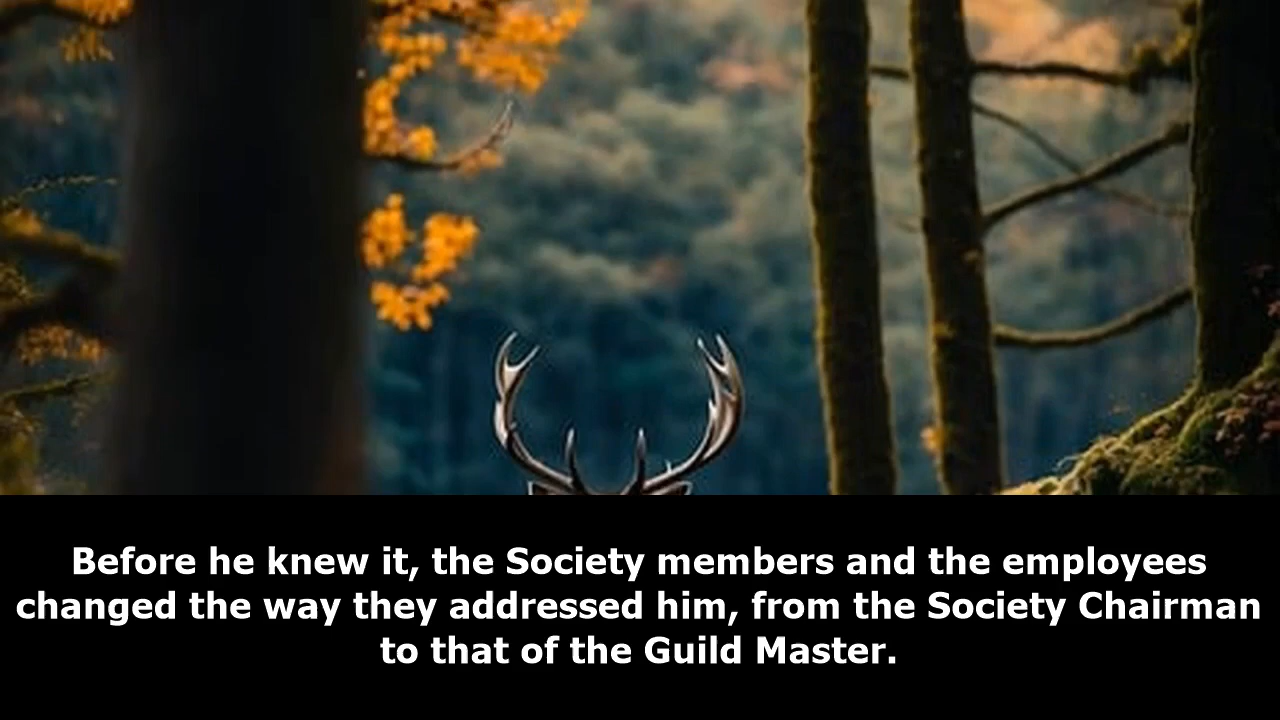 Before he knew it, the Society members and the employees
changed the way they addressed him, from the Society Chairman
to that of the Guild Master.